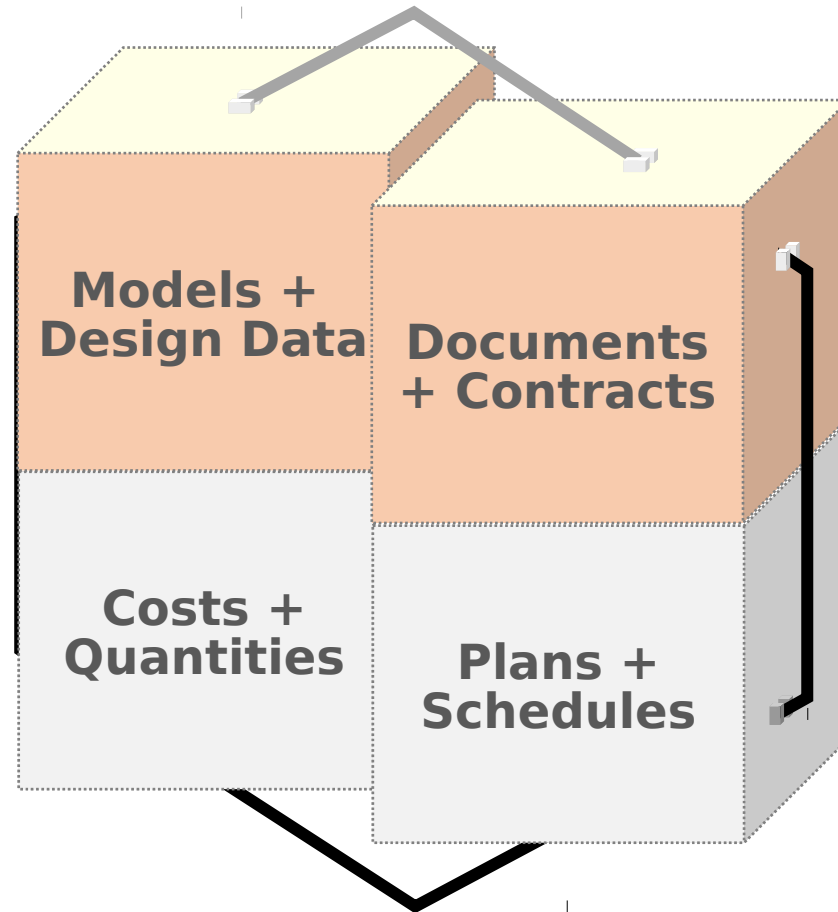 Models +
Design Data
Documents
+ Contracts
Costs +
Quantities
Plans +
Schedules